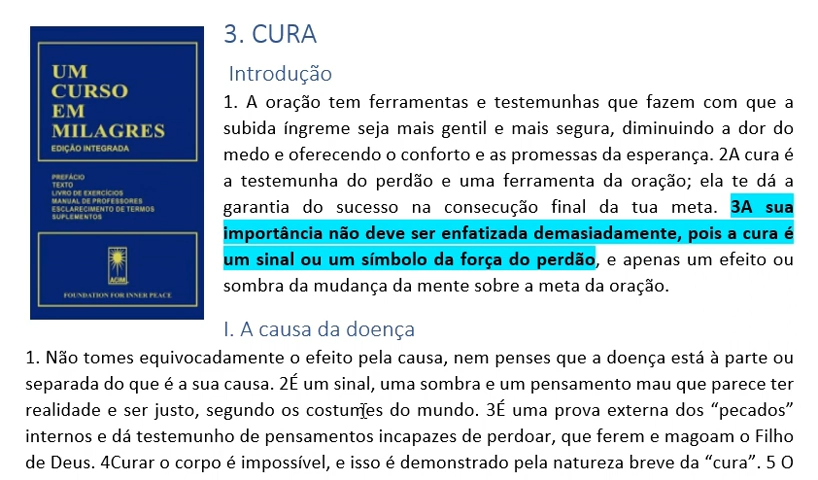 UM
CURSO
EM
MILAGRES
EDIÇÃO INTEGRADA
PREFÁCIO
TEXTO
LIVRO DE EXERCÍCIOS
MANUAL DE PROFESSORES
ESCLARECIMENTO DE TERMOS
SUPLEMENTOS
ACIM
FOUNDATION FOR INNER PEACE
3. CURA
Introdução
1. A oração tem ferramentas e testemunhas que fazem com que a
subida íngreme seja mais gentil e mais segura, diminuindo a dor do
medo e oferecendo o conforto e as promessas da esperança. 2A cura é
a testemunha do perdão e uma ferramenta da oração; ela te dá a
garantia do sucesso na consecução final da tua meta. 3A sua
importância não deve ser enfatizada demasiadamente, pois a cura é
um sinal ou um símbolo da força do perdão, e apenas um efeito ou
sombra da mudança da mente sobre a meta da oração.
I. A causa da doença
1. Não tomes equivocadamente o efeito pela causa, nem penses que a doença está à parte ou
separada do que é a sua causa. 2É um sinal, uma sombra e um pensamento mau que parece ter
realidade e ser justo, segundo os costumes do mundo. 3É uma prova externa dos “pecados”
internos e dá testemunho de pensamentos incapazes de perdoar, que ferem e magoam o Filho
de Deus. 4Curar o corpo é impossível, e isso é demonstrado pela natureza breve da “cura”. 5 O